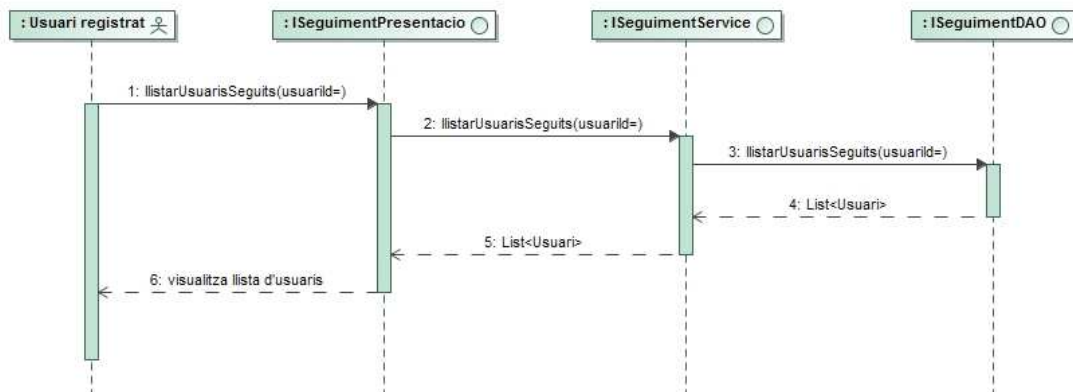 : Usuari registrat
: ISeguimentPresentacio
: ISeguimentService
: ISeguimentDAO
1: llistarUsuarisSeguits(usuariId=)
2: llistarUsuarisSeguits(usuariId=)
3: llistarUsuarisSeguits(usuariId=)
4: List<Usuari>
5: List<Usuari>
6: visualitza llista d'usuaris